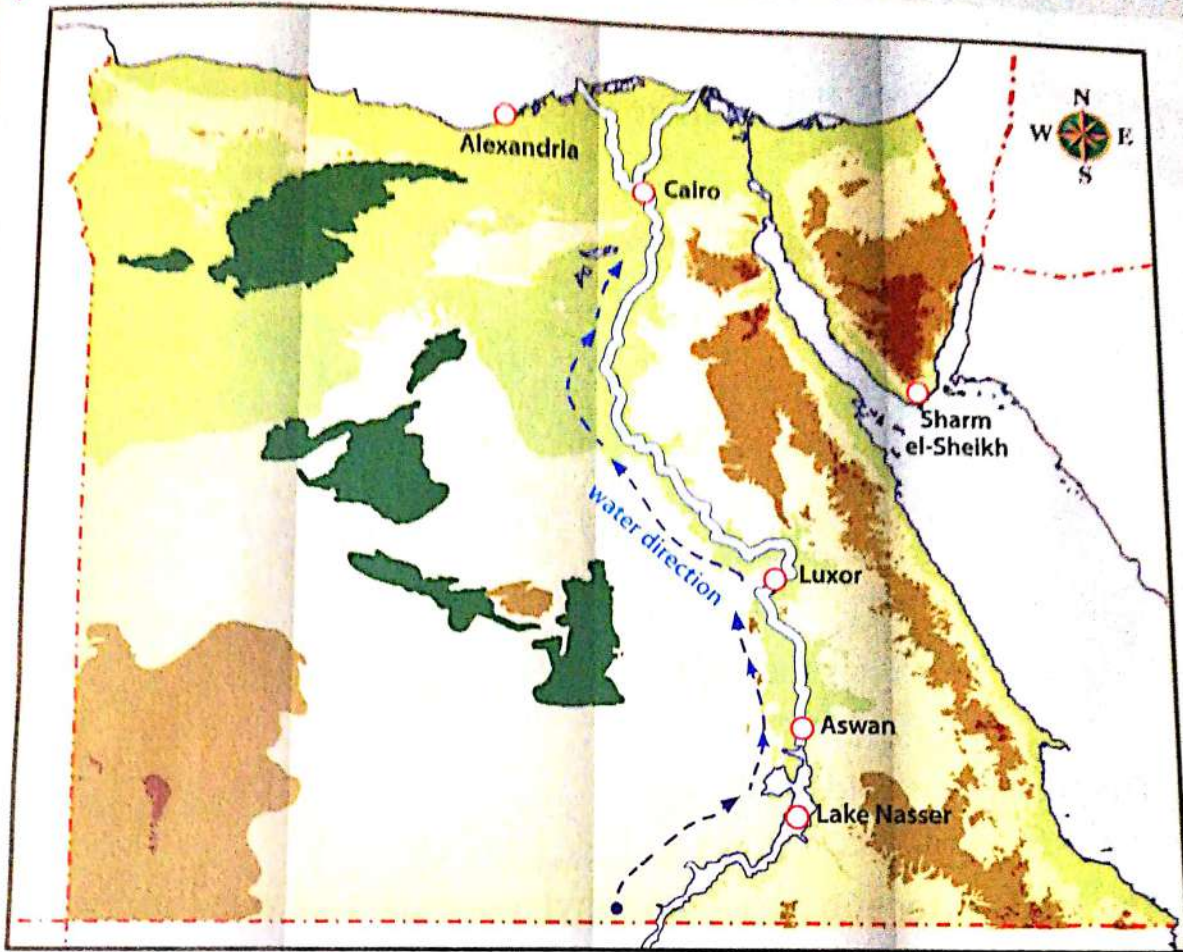 N
W E
S
Alexandria
Cairo
Sharm
el-Sheikh
water direction
Luxor
Aswan
Lake Nasser